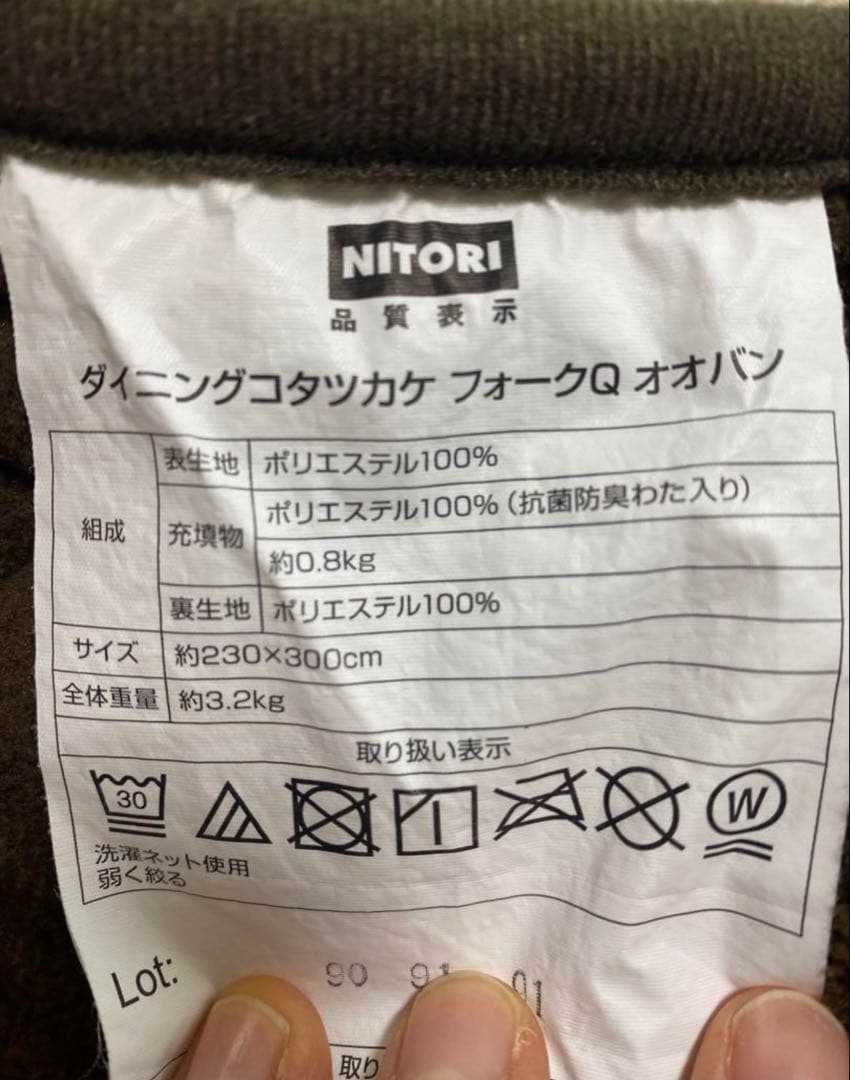 NITORI
品質表示
ダイニングコタツカケ フォークQ オオバン
組成 表生地 ポリエステル100%
充填物 ポリエステル100%(抗菌防臭わた入り)
約0.8kg
裏生地 ポリエステル100%
サイズ 約230×300cm
全体重量 約3.2kg
取り扱い表示
30
W
洗濯ネット使用
弱く絞る
Lot: 90 91 01
取り